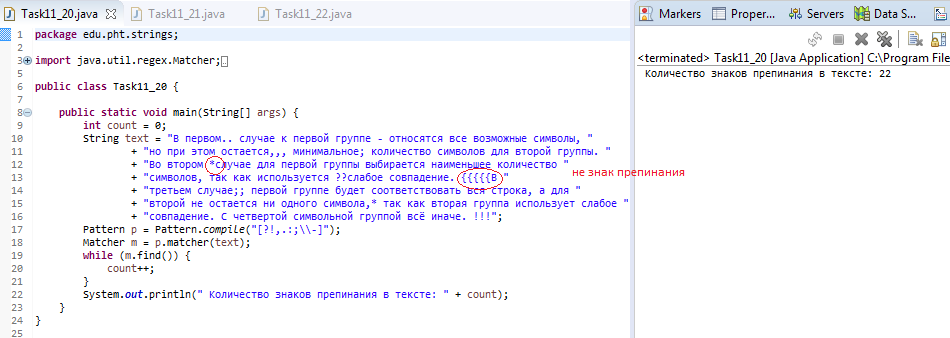 Task11_20.java Task11_21.java Task11_22.java
Markers Proper... Servers Data S...
<terminated> Task11_20 [Java Application] C:\Program File
Количество знаков препинания в тексте: 22
1 package edu.pht.strings;
2
3 import java.util.regex.Matcher;
5
6 public class Task11_20 {
7
8 public static void main(String[] args) {
9 int count = 0;
10 String text = "В первом.. случае к первой группе - относятся все возможные символы, "
11 + "но при этом остается,,, минимальное; количество символов для второй группы. "
12 + "Во втором *случае для первой группы выбирается наименьшее количество "
13 + "символов, так как используется ??слабое совпадение. {{{{{В "
не знак препинания
14 + "третьем случае;; первой группе будет соответствовать вся строка, а для "
15 + "второй не остается ни одного символа,* так как вторая группа использует слабое "
16 + "совпадение. С четвертой символьной группой всё иначе. !!!";
17 Pattern p = Pattern.compile("[?!,.:;\\-]");
18 Matcher m = p.matcher(text);
19 while (m.find()) {
20 count++;
21 }
22 System.out.println(" Количество знаков препинания в тексте: " + count);
23 }
24 }
25